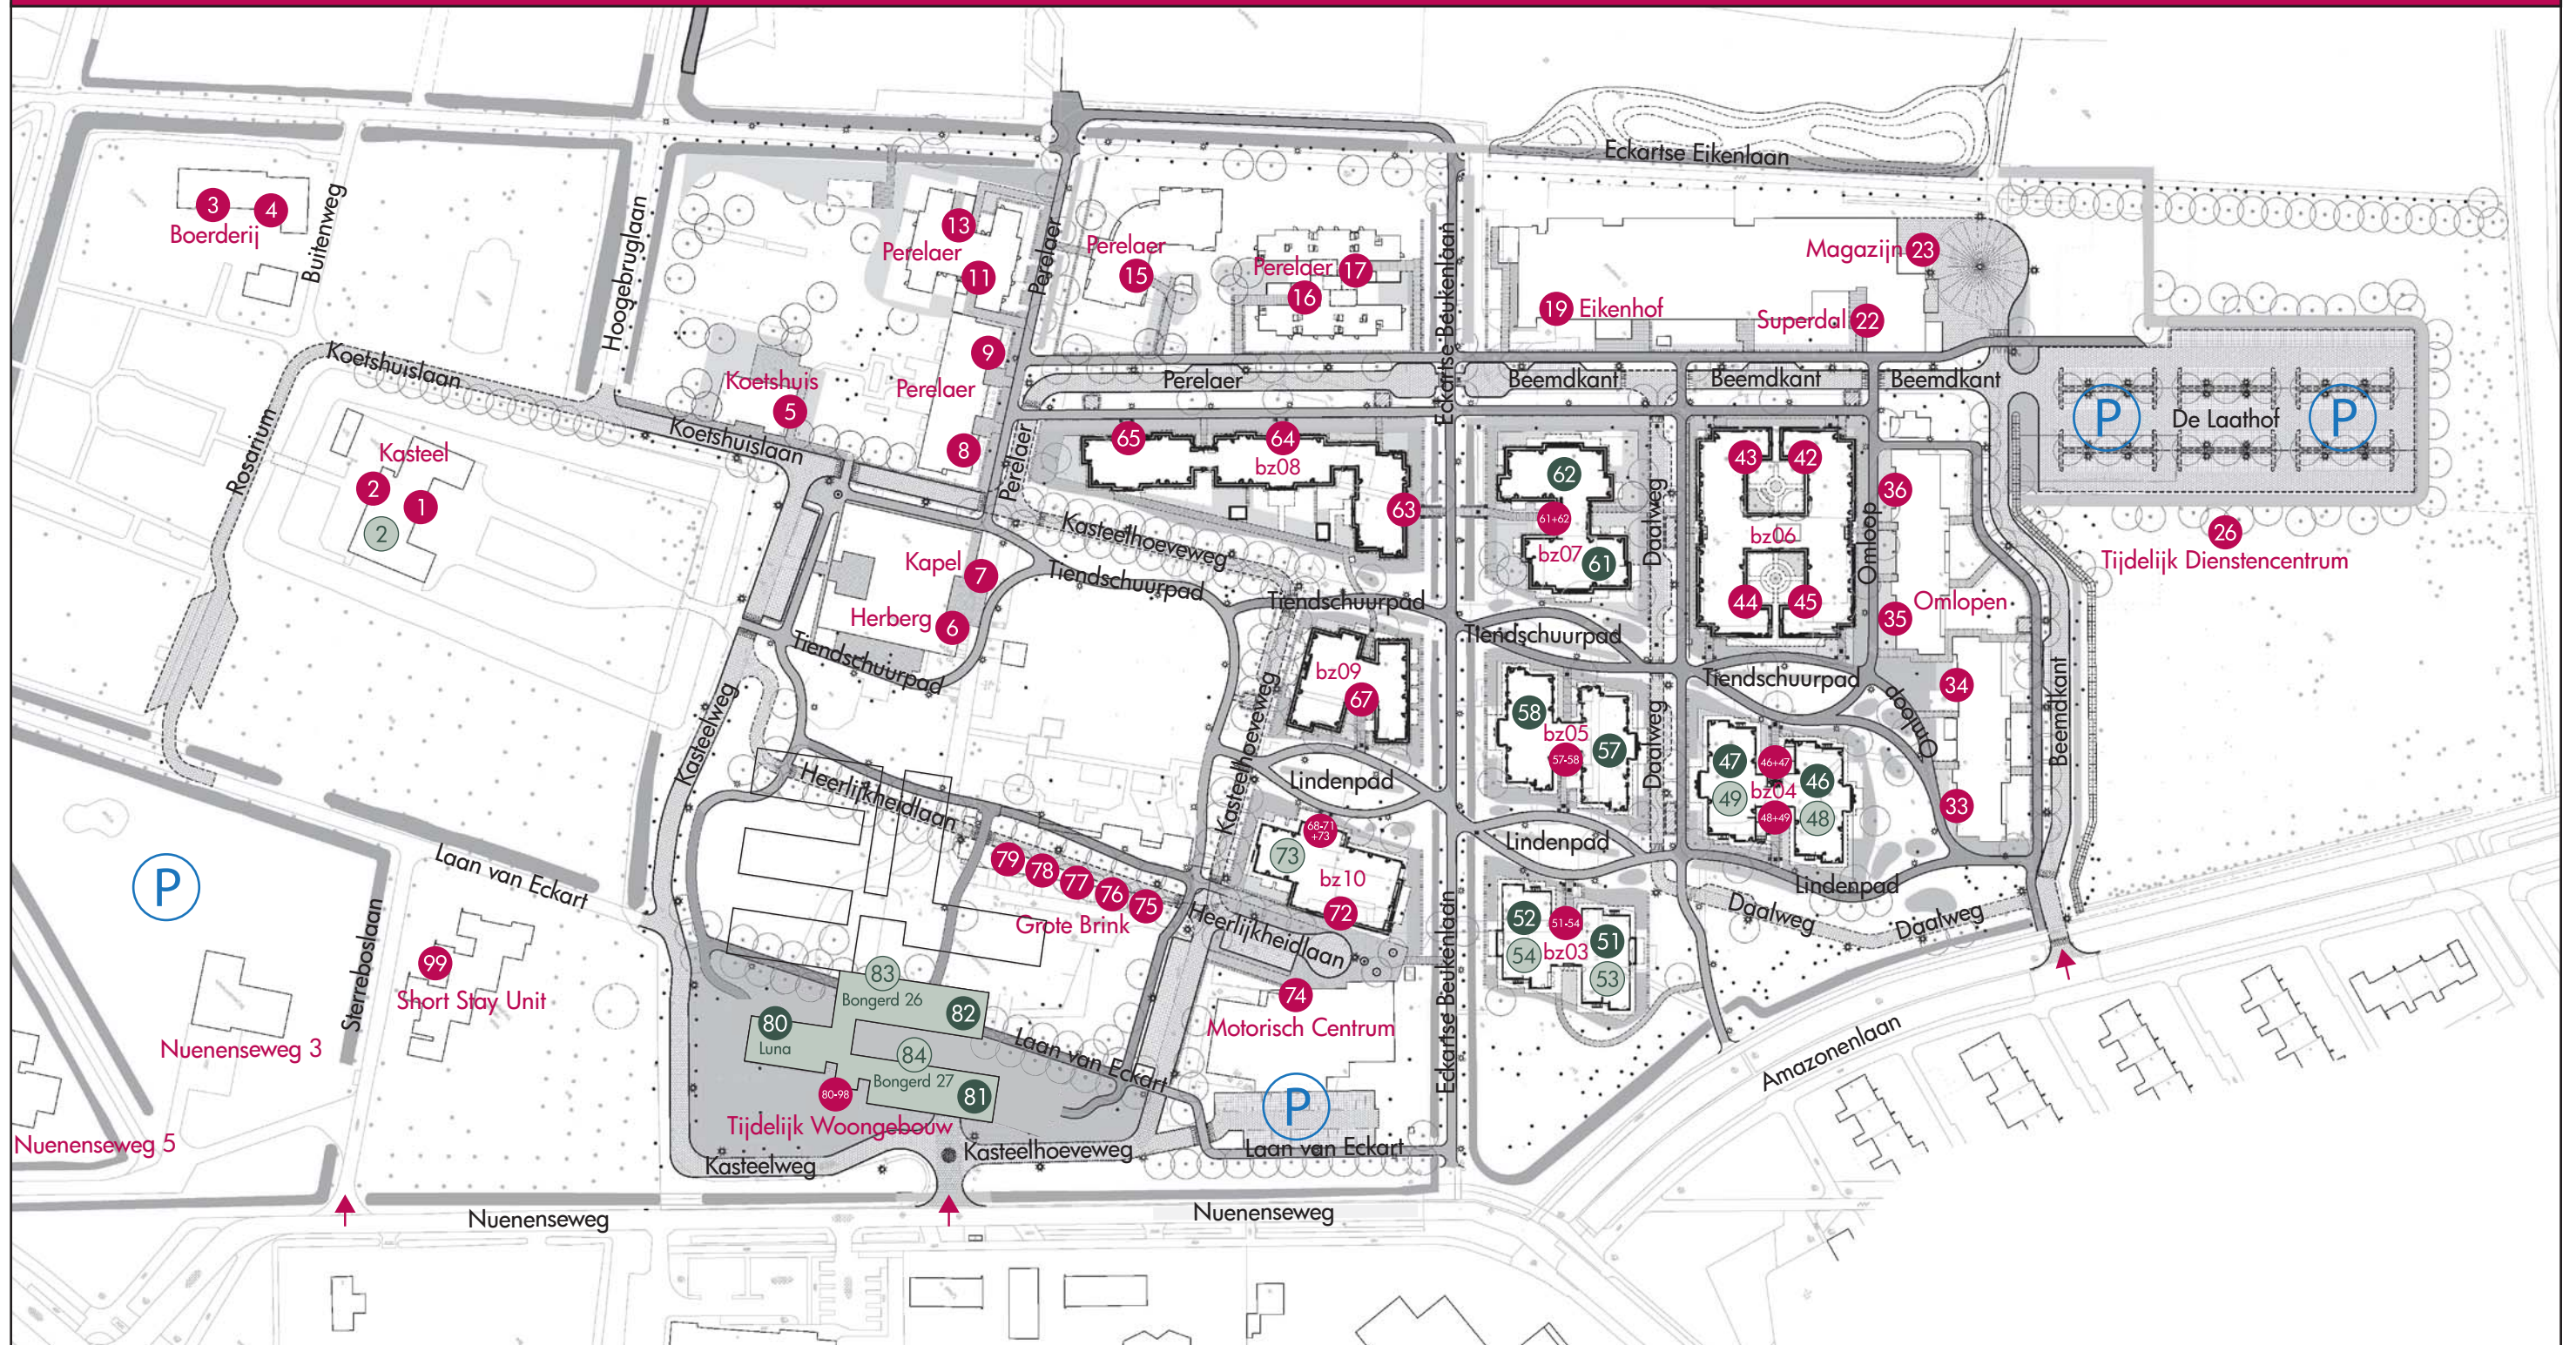 Eckartse Eikenlaan
3
4
Boerderij
Buitenweg
Hoogebruglaan
13
Perelaer
11
Perelaer
Perelaer
15
Perelaer
17
16
Eckartse Beukenlaan
Magazijn
23
19
Eikenhof
Superdal
22
9
Perelaer
8
Koetshuislaan
Koetshuis
5
Koetshuislaan
Perelaer
Perelaer
Beemdkant
Beemdkant
Beemdkant
P
De Laathof
P
Rosarium
Kasteel
2
1
2
65
64
bz08
63
62
61+62
bz07
61
Daalweg
43
42
bz06
44
45
Omloop
36
35
Omlopen
34
33
26
Tijdelijk Dienstencentrum
Kasteelhoeveweg
Tiendschuurpad
Tiendschuurpad
Tiendschuurpad
Tiendschuurpad
Tiendschuurpad
Kapel
7
Herberg
6
Kasteelweg
bz09
67
Kasteelhoeveweg
58
bz05
57-58
57
Daalweg
47
46+47
46
bz04
49
48+49
48
Omloop
Beemdkant
Lindenpad
Lindenpad
Lindenpad
Heerlijkheidlaan
79
78
77
76
75
Grote Brink
68-71
+73
73
bz10
72
Heerlijkheidlaan
52
51-54
51
54
bz03
53
Daalweg
Daalweg
P
Laan van Eckart
Sterreboslaan
99
Short Stay Unit
Nuenenseweg 3
Nuenenseweg 5
83
Bongerd 26
80
Luna
82
84
Bongerd 27
81
80-98
Tijdelijk Woongebouw
Laan van Eckart
74
Motorisch Centrum
P
Laan van Eckart
Eckartse Beukenlaan
Amazonenlaan
Kasteelweg
Kasteelhoeveweg
Nuenenseweg
Nuenenseweg